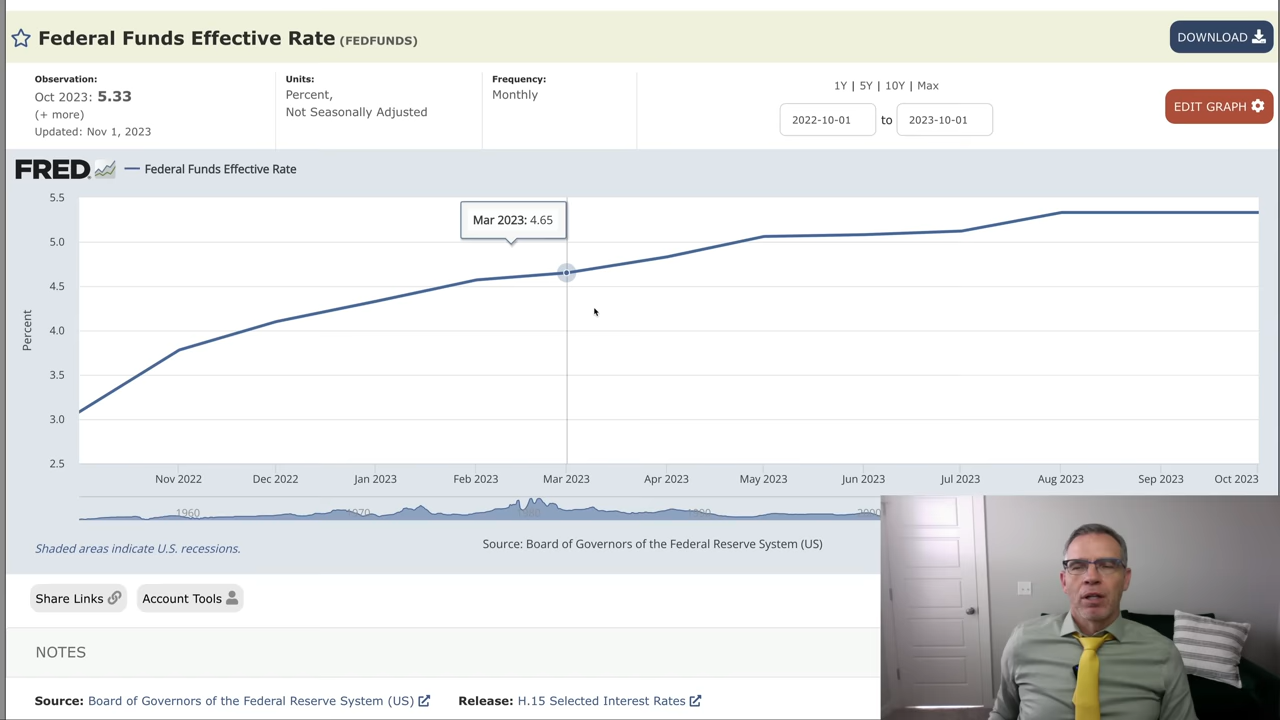 Federal Funds Effective Rate (FEDFUNDS)
DOWNLOAD
Observation:
Oct 2023: 5.33
(+ more)
Updated: Nov 1, 2023
Units:
Percent,
Not Seasonally Adjusted
Frequency:
Monthly
1Y | 5Y | 10Y | Max
2022-10-01 to 2023-10-01
EDIT GRAPH
FRED
Federal Funds Effective Rate
5.5
5.0
4.5
4.0
3.5
3.0
2.5
Percent
Mar 2023: 4.65
Nov 2022 Dec 2022 Jan 2023 Feb 2023 Mar 2023 Apr 2023 May 2023 Jun 2023 Jul 2023 Aug 2023 Sep 2023 Oct 2023
1960
Shaded areas indicate U.S. recessions.
Source: Board of Governors of the Federal Reserve System (US)
Share Links
Account Tools
NOTES
Source: Board of Governors of the Federal Reserve System (US)
Release: H.15 Selected Interest Rates